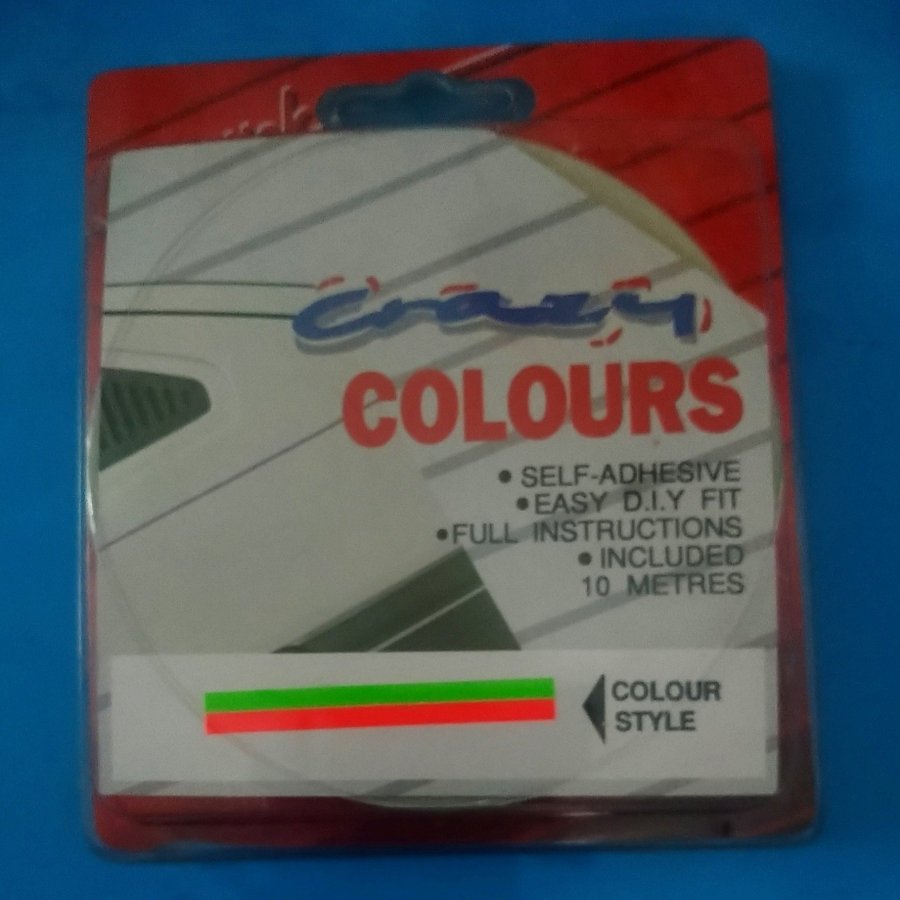 Crazy
COLOURS
• SELF-ADHESIVE
• EASY D.I.Y FIT
• FULL INSTRUCTIONS
• INCLUDED
10 METRES
COLOUR
STYLE